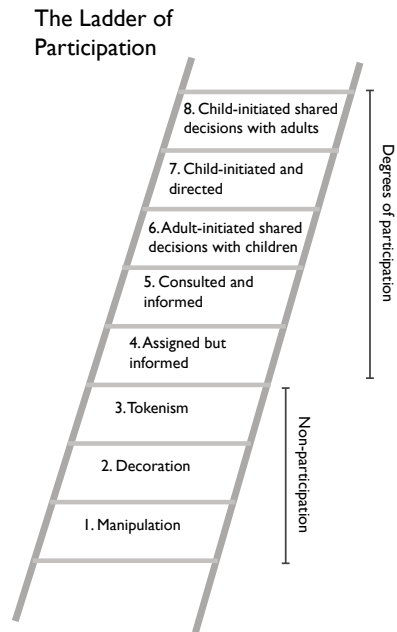 The Ladder of
Participation
8. Child-initiated shared
decisions with adults
7. Child-initiated and
directed
6. Adult-initiated shared
decisions with children
5. Consulted and
informed
4. Assigned but
informed
3. Tokenism
2. Decoration
1. Manipulation
Degrees of participation
Non-participation